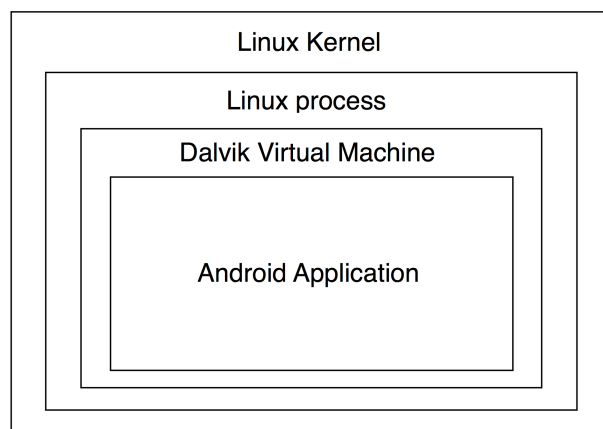 Linux Kernel
Linux process
Dalvik Virtual Machine
Android Application